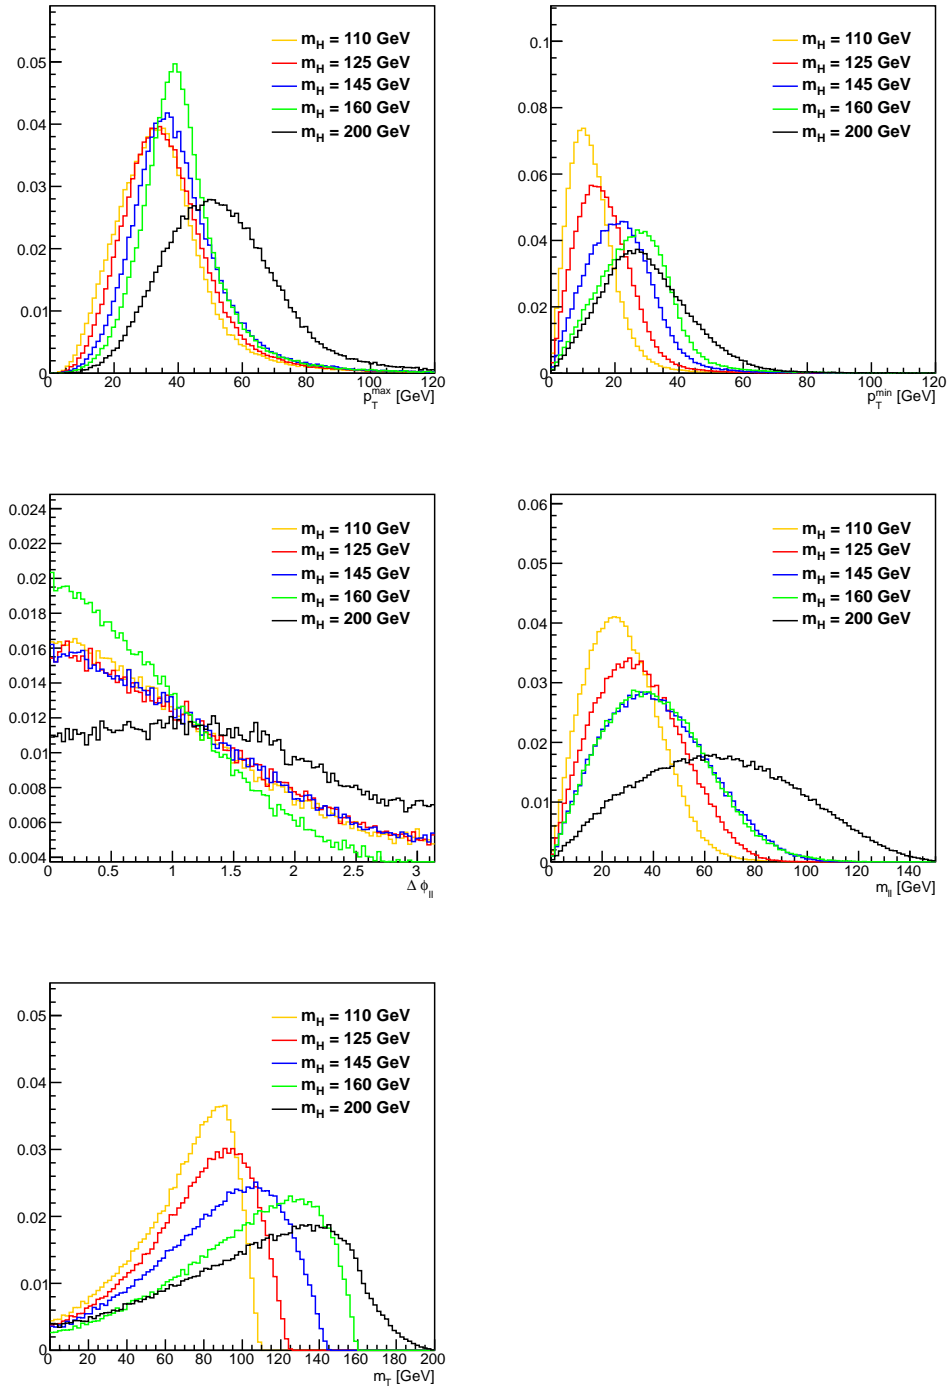 0.05
0.04
0.03
0.02
0.01
0
m_H = 110 GeV
m_H = 125 GeV
m_H = 145 GeV
m_H = 160 GeV
m_H = 200 GeV
0 20 40 60 80 100 120
p_T^max [GeV]
0.1
0.08
0.06
0.04
0.02
0
m_H = 110 GeV
m_H = 125 GeV
m_H = 145 GeV
m_H = 160 GeV
m_H = 200 GeV
0 20 40 60 80 100 120
p_T^min [GeV]
0.024
0.022
0.02
0.018
0.016
0.014
0.012
0.01
0.008
0.006
0.004
m_H = 110 GeV
m_H = 125 GeV
m_H = 145 GeV
m_H = 160 GeV
m_H = 200 GeV
0 0.5 1 1.5 2 2.5 3
Δ ϕ_ll
0.06
0.05
0.04
0.03
0.02
0.01
0
m_H = 110 GeV
m_H = 125 GeV
m_H = 145 GeV
m_H = 160 GeV
m_H = 200 GeV
0 20 40 60 80 100 120 140
m_ll [GeV]
0.05
0.04
0.03
0.02
0.01
0
m_H = 110 GeV
m_H = 125 GeV
m_H = 145 GeV
m_H = 160 GeV
m_H = 200 GeV
0 20 40 60 80 100 120 140 160 180 200
m_T [GeV]